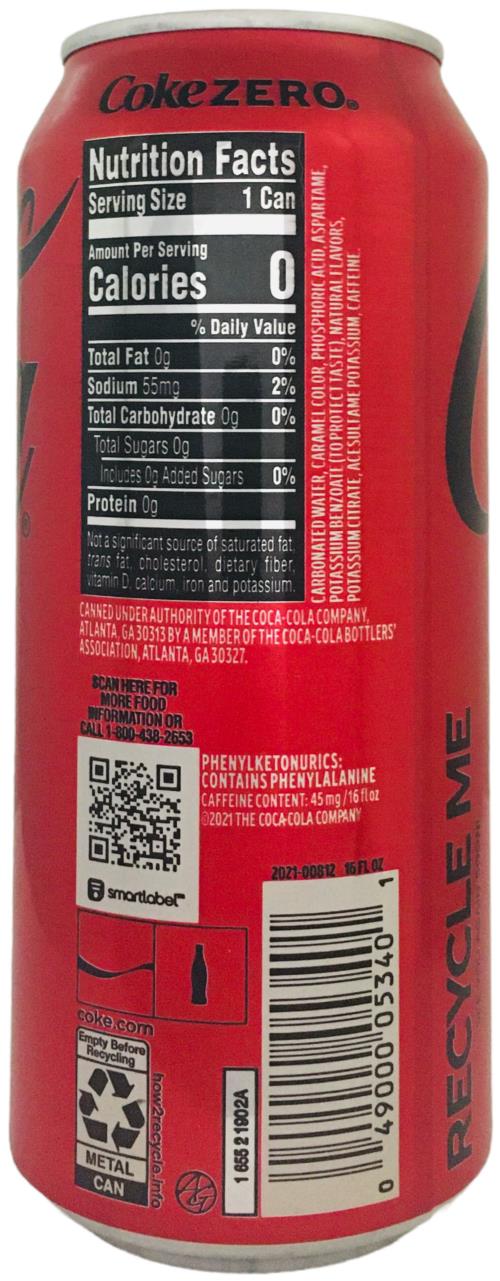 Coke ZERO®
Nutrition Facts
Serving Size 1 Can
Amount Per Serving
Calories 0
% Daily Value
Total Fat 0g 0%
Sodium 55mg 2%
Total Carbohydrate 0g 0%
Total Sugars 0g
Includes 0g Added Sugars 0%
Protein 0g
Not a significant source of saturated fat,
trans fat, cholesterol, dietary fiber,
vitamin D, calcium, iron and potassium.
CARBONATED WATER, CARAMEL COLOR, PHOSPHORIC ACID, ASPARTAME,
POTASSIUM BENZOATE (TO PROTECT TASTE), NATURAL FLAVORS,
POTASSIUM CITRATE, ACESULFAME POTASSIUM, CAFFEINE.
CANNED UNDER AUTHORITY OF THE COCA-COLA COMPANY,
ATLANTA, GA 30313 BY A MEMBER OF THE COCA-COLA BOTTLERS'
ASSOCIATION, ATLANTA, GA 30327.
SCAN HERE FOR
MORE FOOD
INFORMATION OR
CALL 1-800-438-2653
smartlabel™
PHENYLKETONURICS:
CONTAINS PHENYLALANINE
CAFFEINE CONTENT: 45 mg/16 fl oz
©2021 THE COCA-COLA COMPANY
2021-00812 16 FL OZ
0 49000 05340 1
coke.com
Empty Before
Recycling
METAL
CAN
how2recycle.info
1 655 2 1902A
RECYCLE ME